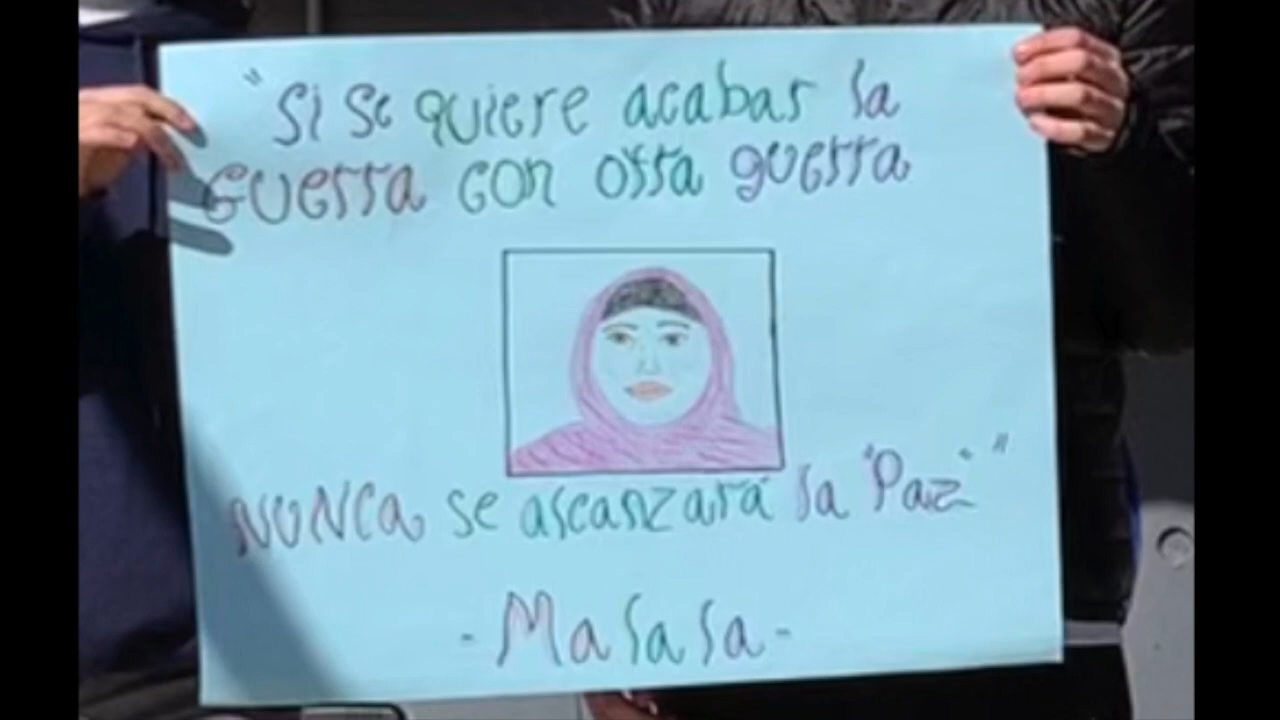 "Si se quiere acabar la
guerra con otra guerra
NUNca se alcanzará la "Paz" "
- Malala -